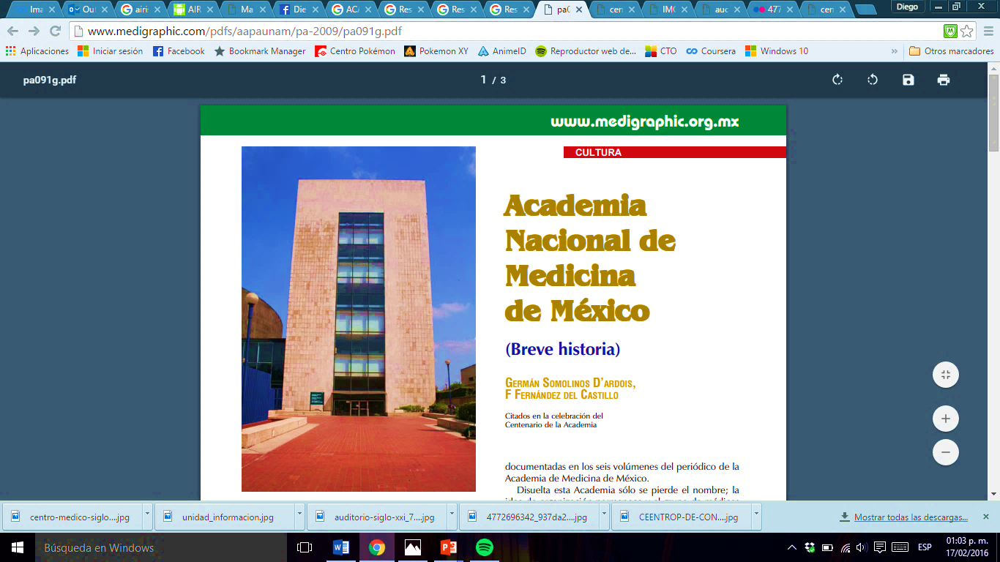 Ima
Out
airis
AIR
Ma
Die
ACA
Res
Res
Res
pa0
cen
IMG
auc
477
cen
Diego
www.medigraphic.com/pdfs/aapaunam/pa-2009/pa091g.pdf
Aplicaciones
Iniciar sesión
Facebook
Bookmark Manager
Centro Pokémon
Pokemon XY
AnimeID
Reproductor web de...
CTO
Coursera
Windows 10
»
Otros marcadores
pa091g.pdf
1 / 3
www.medigraphic.org.mx
CULTURA
Academia
Nacional de
Medicina
de México
(Breve historia)
Germán Somolinos D’ardois,
F Fernández del Castillo
Citados en la celebración del
Centenario de la Academia
documentadas en los seis volúmenes del periódico de la
Academia de Medicina de México.
Disuelta esta Academia sólo se pierde el nombre; la
centro-medico-siglo....jpg
unidad_informacion.jpg
auditorio-siglo-xxi_7....jpg
4772696342_937da2....jpg
CEENTROP-DE-CON....jpg
Mostrar todas las descargas...
Búsqueda en Windows
ESP
01:03 p. m.
17/02/2016